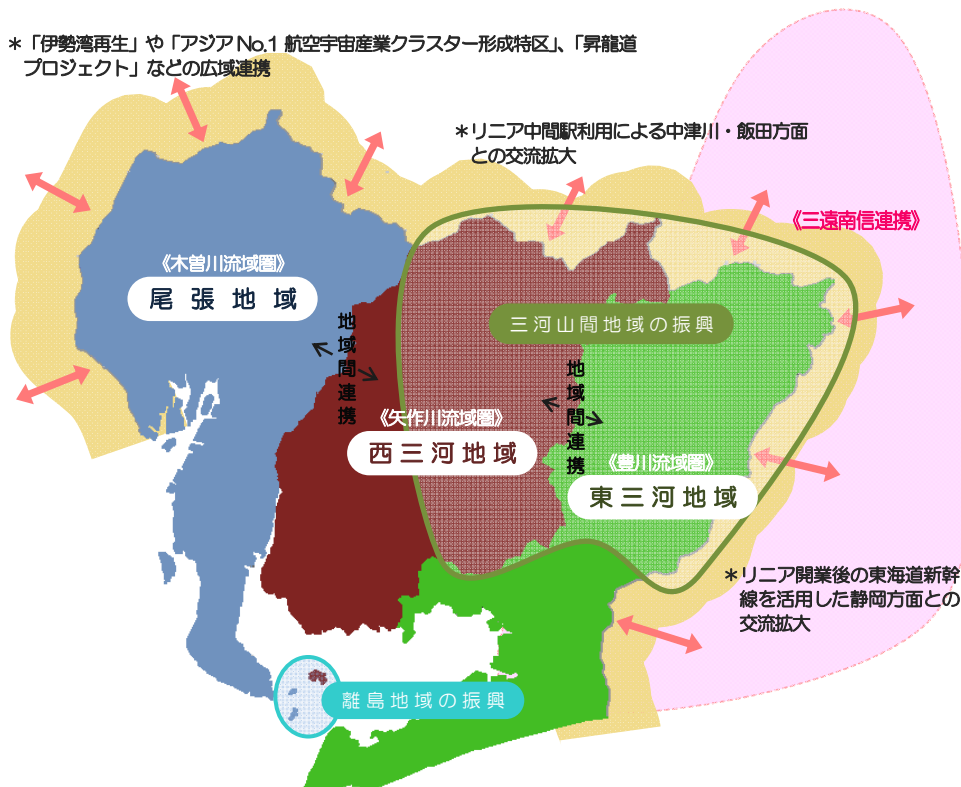 ＊「伊勢湾再生」や「アジアNo.1 航空宇宙産業クラスター形成特区」、「昇龍道
プロジェクト」などの広域連携
＊リニア中間駅利用による中津川・飯田方面
との交流拡大
《三遠南信連携》
《木曽川流域圏》
尾張地域
三河山間地域の振興
地域間連携
地域間連携
《矢作川流域圏》
西三河地域
《豊川流域圏》
東三河地域
＊リニア開業後の東海道新幹
線を活用した静岡方面との
交流拡大
離島地域の振興